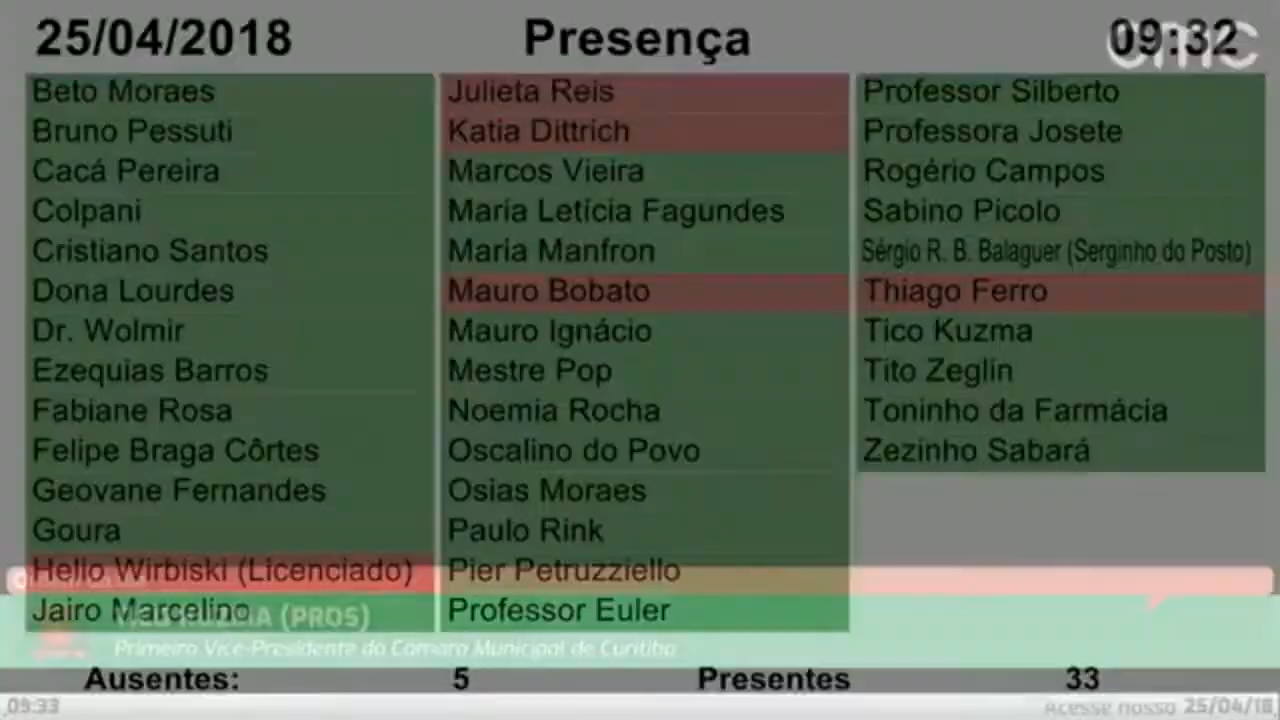 25/04/2018 Presença 09:32
cmc
Beto Moraes
Bruno Pessuti
Cacá Pereira
Colpani
Cristiano Santos
Dona Lourdes
Dr. Wolmir
Ezequias Barros
Fabiane Rosa
Felipe Braga Côrtes
Geovane Fernandes
Goura
Helio Wirbiski (Licenciado)
Jairo Marcelino
Julieta Reis
Katia Dittrich
Marcos Vieira
Maria Letícia Fagundes
Maria Manfron
Mauro Bobato
Mauro Ignácio
Mestre Pop
Noemia Rocha
Oscalino do Povo
Osias Moraes
Paulo Rink
Pier Petruzziello
Professor Euler
Professor Silberto
Professora Josete
Rogério Campos
Sabino Picolo
Sérgio R. B. Balaguer (Serginho do Posto)
Thiago Ferro
Tico Kuzma
Tito Zeglin
Toninho da Farmácia
Zezinho Sabará
(PROS)
Primeiro Vice-Presidente da Câmara Municipal de Curitiba
Ausentes: 5 Presentes 33
09:33 Acesse nosso 25/04/18